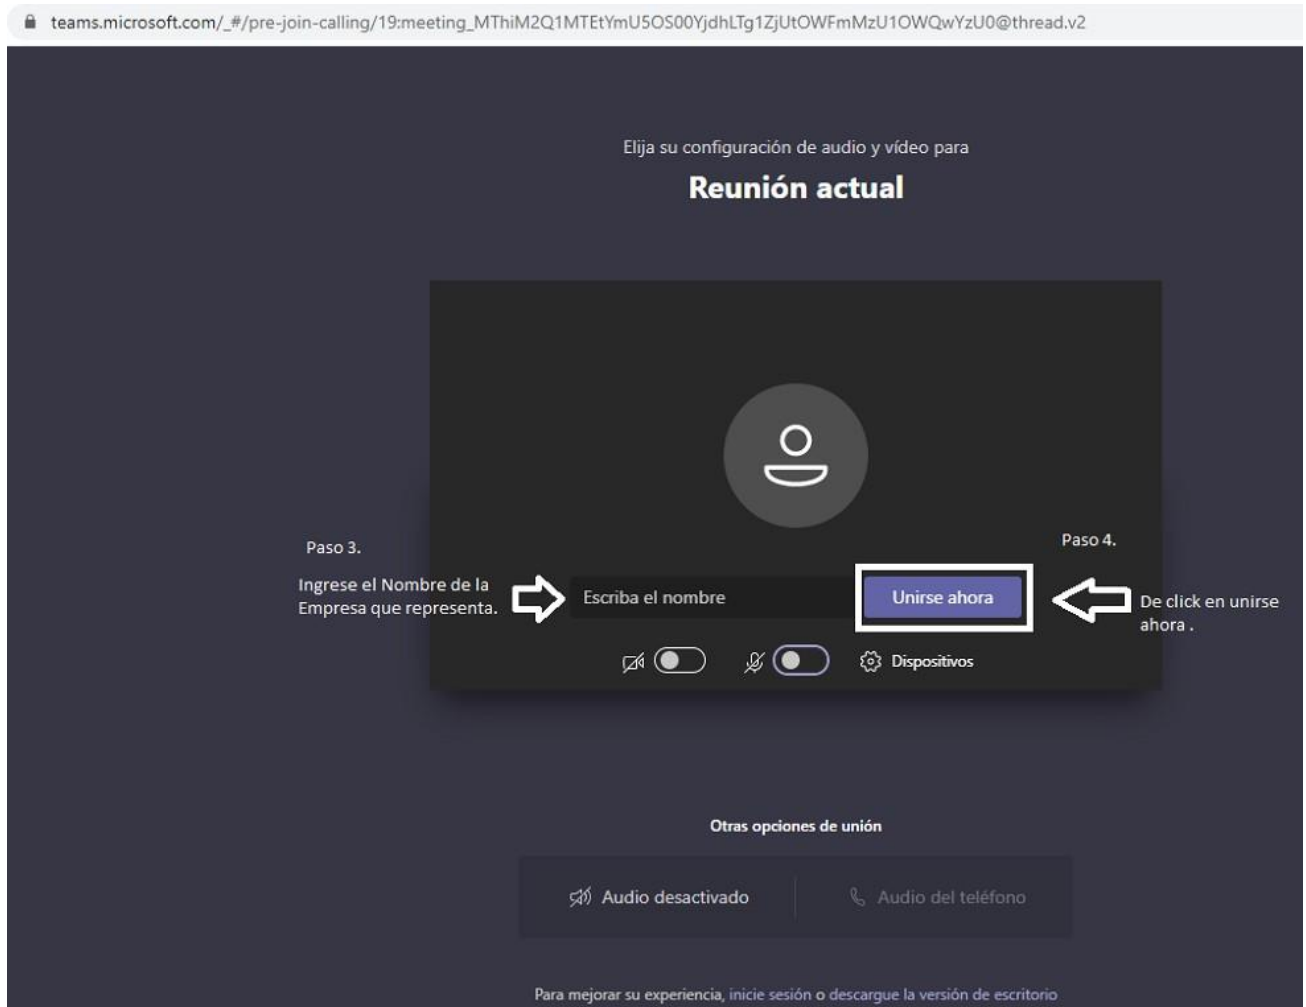 teams.microsoft.com/_#/pre-join-calling/19:meeting_MThiM2Q1MTEtYmU5OS00YjdhLTg1ZjUtOWFmMzU1OWQwYzU0@thread.v2
Elija su configuración de audio y vídeo para
Reunión actual
Paso 3.
Ingrese el Nombre de la
Empresa que representa.
Escriba el nombre
Unirse ahora
Paso 4.
De click en unirse
ahora .
Dispositivos
Otras opciones de unión
Audio desactivado
Audio del teléfono
Para mejorar su experiencia, inicie sesión o descargue la versión de escritorio